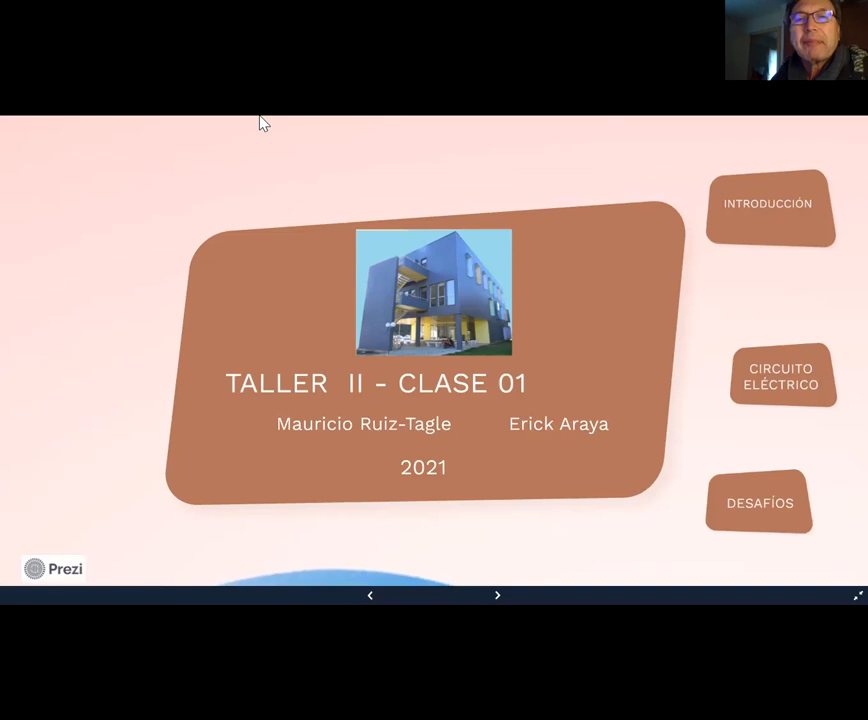 INTRODUCCIÓN
TALLER II - CLASE 01
Mauricio Ruiz-Tagle Erick Araya
2021
CIRCUITO
ELÉCTRICO
DESAFÍOS
Prezi